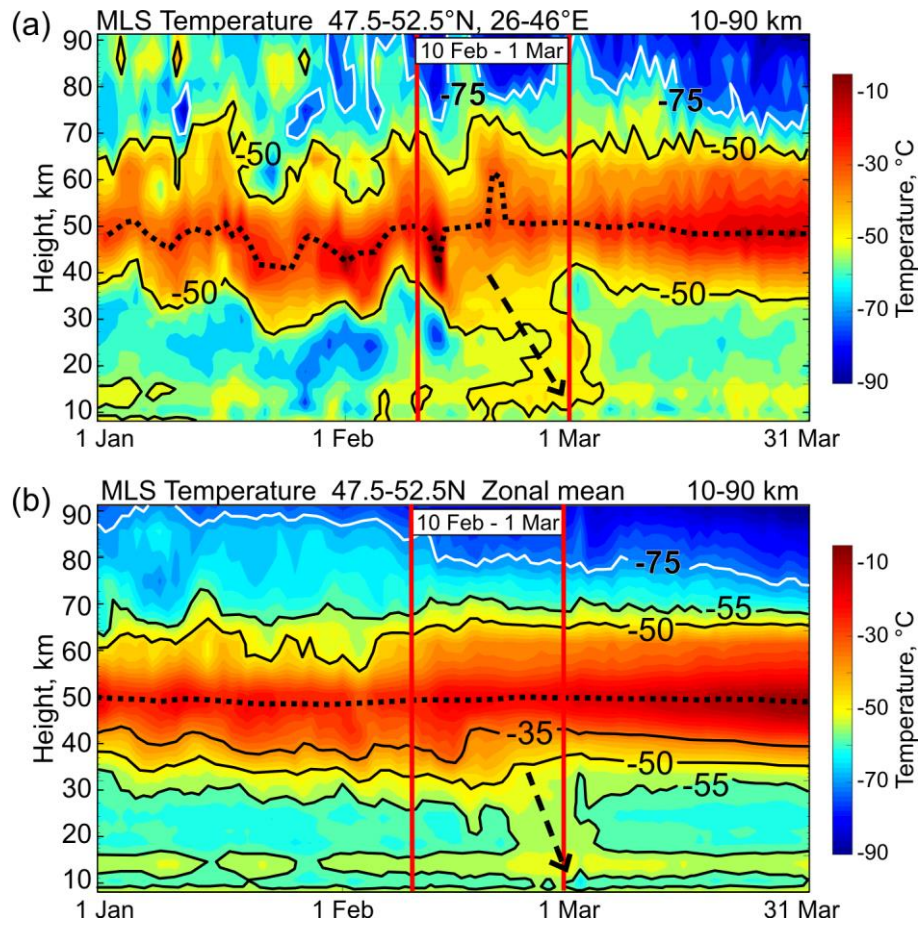 (a) MLS Temperature 47.5-52.5°N, 26-46°E 10-90 km
10 Feb - 1 Mar
90
80
70
60
50
40
30
20
10
Height, km
-75
-75
-50
-50
-50
-50
1 Jan
1 Feb
1 Mar
31 Mar
-10
-30
-50
-70
-90
Temperature, °C
(b) MLS Temperature 47.5-52.5N Zonal mean 10-90 km
10 Feb - 1 Mar
90
80
70
60
50
40
30
20
10
Height, km
-75
-55
-50
-35
-50
-55
1 Jan
1 Feb
1 Mar
31 Mar
-10
-30
-50
-70
-90
Temperature, °C